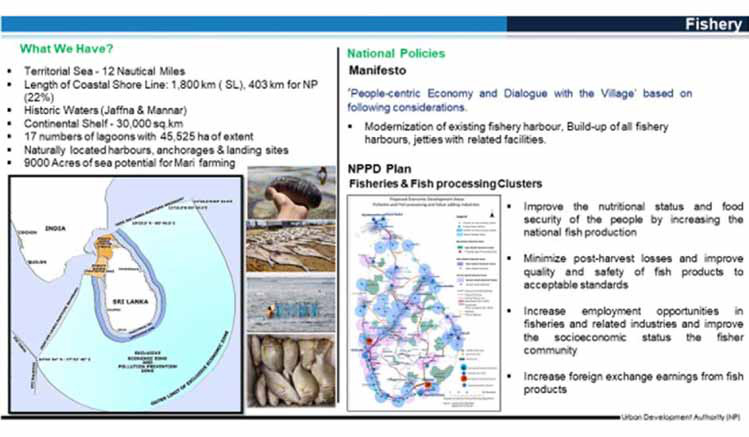 Fishery
What We Have?
Territorial Sea - 12 Nautical Miles
Length of Coastal Shore Line: 1,800 km ( SL), 403 km for NP
(22%)
Historic Waters (Jaffna & Mannar)
Continental Shelf - 30,000 sq.km
17 numbers of lagoons with 45,525 ha of extent
Naturally located harbours, anchorages & landing sites
9000 Acres of sea potential for Mari farming
INDIA
SRI LANKA
EXCLUSIVE
ECONOMIC ZONE
AND
POLLUTION PREVENTION
ZONE
OUTER LIMIT OF EXCLUSIVE ECONOMIC ZONE
National Policies
Manifesto
'People-centric Economy and Dialogue with the Village' based on
following considerations.
Modernization of existing fishery harbour, Build-up of all fishery
harbours, jetties with related facilities.
NPPD Plan
Fisheries & Fish processing Clusters
Proposed Economic Development Areas
Fisheries and Fish processing and value adding industries
Improve the nutritional status and food
security of the people by increasing the
national fish production
Minimize post-harvest losses and improve
quality and safety of fish products to
acceptable standards
Increase employment opportunities in
fisheries and related industries and improve
the socioeconomic status the fisher
community
Increase foreign exchange earnings from fish
products
Urban Development Authority (NP)